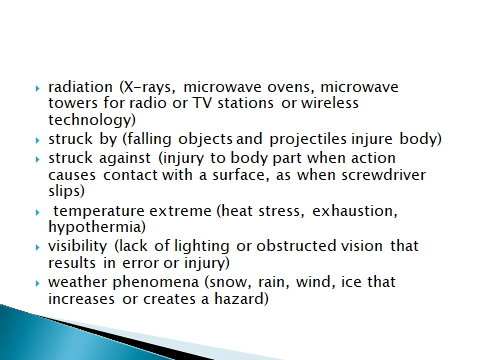 radiation (X-rays, microwave ovens, microwave
towers for radio or TV stations or wireless
technology)
struck by (falling objects and projectiles injure body)
struck against (injury to body part when action
causes contact with a surface, as when screwdriver
slips)
temperature extreme (heat stress, exhaustion,
hypothermia)
visibility (lack of lighting or obstructed vision that
results in error or injury)
weather phenomena (snow, rain, wind, ice that
increases or creates a hazard)